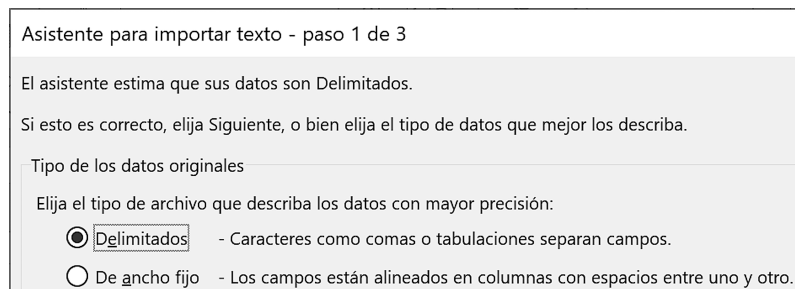 Asistente para importar texto - paso 1 de 3
El asistente estima que sus datos son Delimitados.
Si esto es correcto, elija Siguiente, o bien elija el tipo de datos que mejor los describa.
Tipo de los datos originales
Elija el tipo de archivo que describa los datos con mayor precisión:
Delimitados - Caracteres como comas o tabulaciones separan campos.
De ancho fijo - Los campos están alineados en columnas con espacios entre uno y otro.